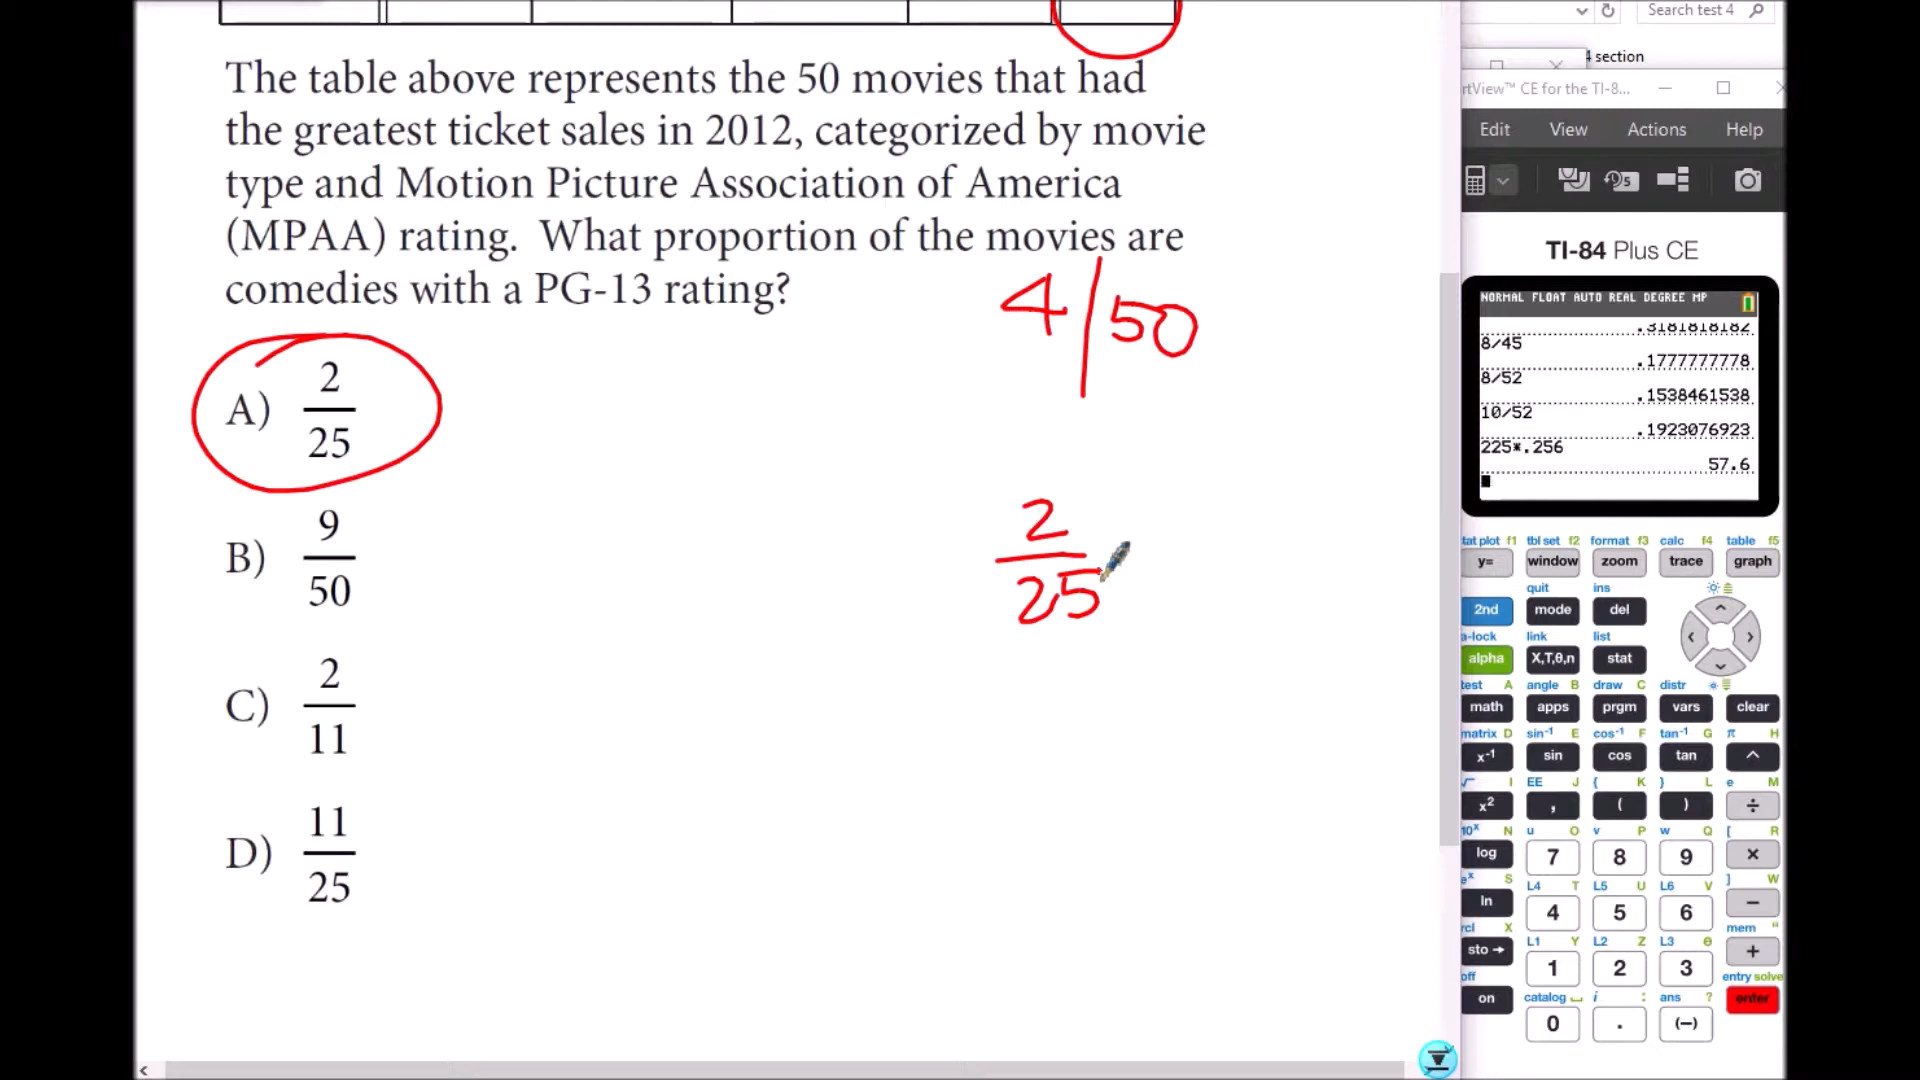 Search test 4
4 section
The table above represents the 50 movies that had
the greatest ticket sales in 2012, categorized by movie
type and Motion Picture Association of America
(MPAA) rating. What proportion of the movies are
comedies with a PG-13 rating?
4/50
A) 2/25
2/25
B) 9/50
C) 2/11
D) 11/25
rtView™ CE for the TI-8...
Edit View Actions Help
TI-84 Plus CE
NORMAL FLOAT AUTO REAL DEGREE MP
.3181818182
8/45
.1777777778
8/52
.1538461538
10/52
.1923076923
225*.256
57.6
stat plot f1 tbl set f2 format f3 calc f4 table f5
y= window zoom trace graph
quit ins
2nd mode del
a-lock link list
alpha X,T,θ,n stat
test A angle B draw C distr
math apps prgm vars clear
matrix D sin-1 E cos-1 F tan-1 G π H
x-1 sin cos tan ^
√ I EE J { K } L e M
x2 , ( ) ÷
10x N u O v P w Q [ R
log 7 8 9 ×
ex S L4 T L5 U L6 V ] W
ln 4 5 6 −
rcl X L1 Y L2 Z L3 θ mem "
sto → 1 2 3 +
off catalog i : ans ? entry solve
on 0 . (−) enter